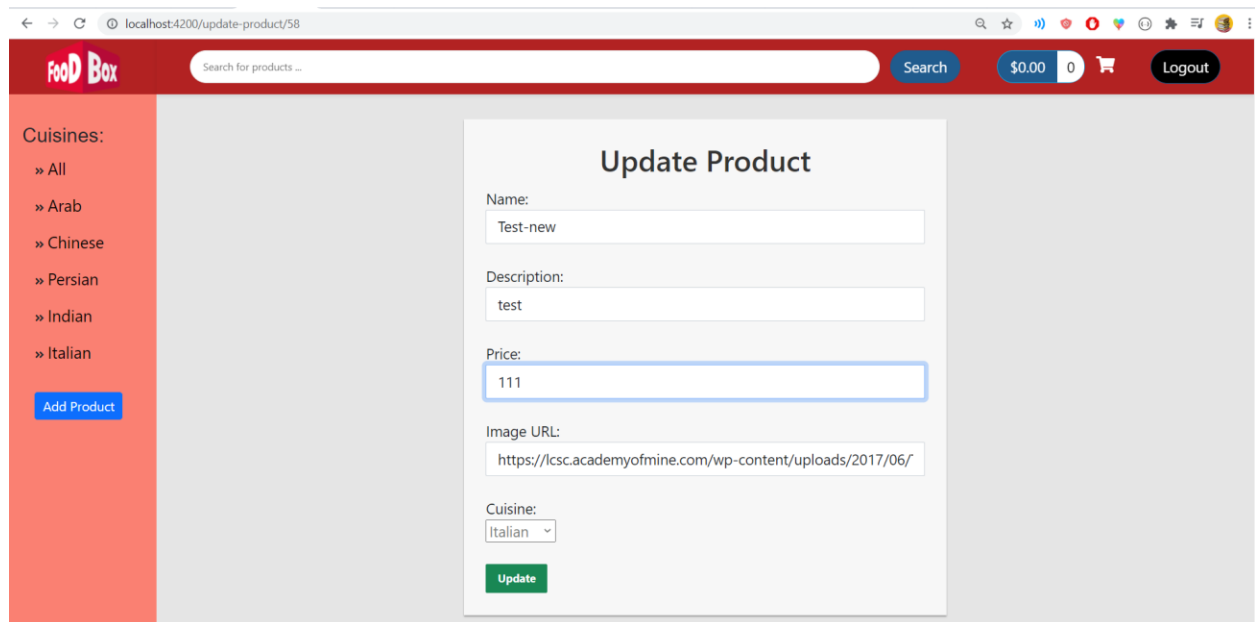 localhost:4200/update-product/58
FooD Box
Search for products ...
Search
$0.00 0
Logout
Cuisines:
» All
» Arab
» Chinese
» Persian
» Indian
» Italian
Add Product
Update Product
Name:
Test-new
Description:
test
Price:
111
Image URL:
https://lcsc.academyofmine.com/wp-content/uploads/2017/06/
Cuisine:
Italian
Update